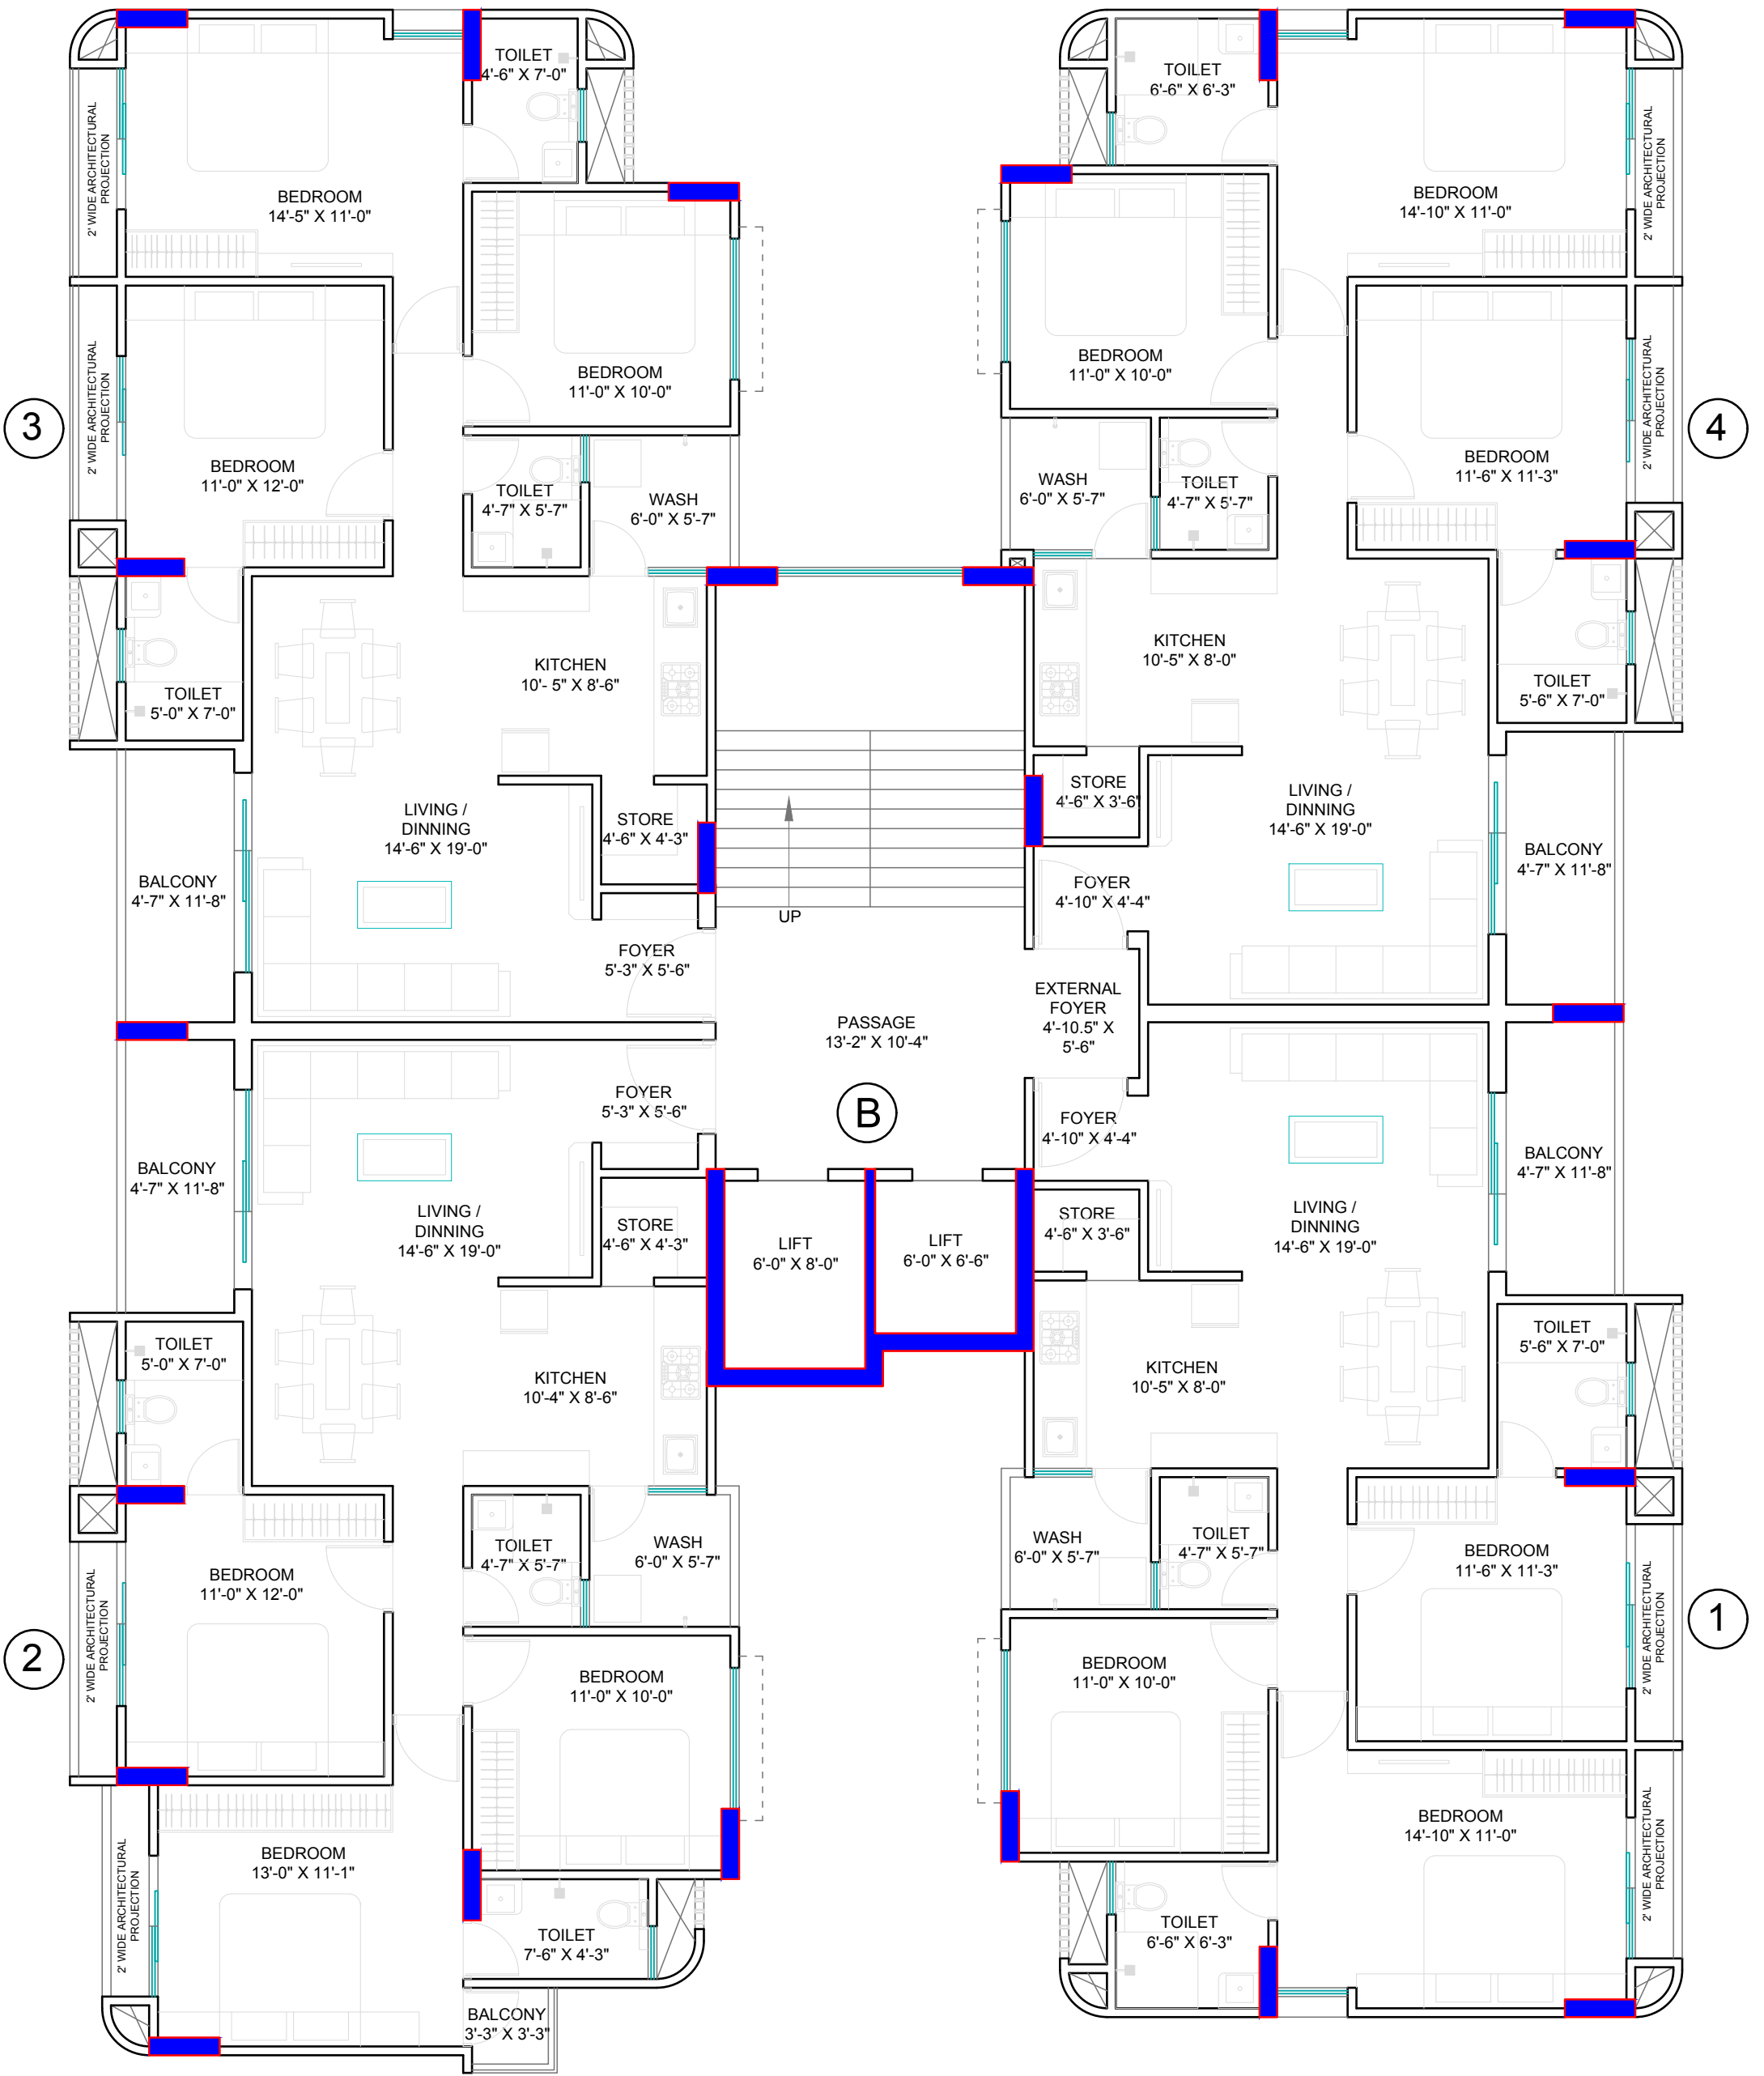 TOILET
4'-6" X 7'-0"
BEDROOM
14'-5" X 11'-0"
2' WIDE ARCHITECTURAL
PROJECTION
BEDROOM
11'-0" X 10'-0"
2' WIDE ARCHITECTURAL
PROJECTION
3
BEDROOM
11'-0" X 12'-0"
TOILET
4'-7" X 5'-7"
WASH
6'-0" X 5'-7"
TOILET
5'-0" X 7'-0"
KITCHEN
10'- 5" X 8'-6"
LIVING /
DINNING
14'-6" X 19'-0"
STORE
4'-6" X 4'-3"
BALCONY
4'-7" X 11'-8"
FOYER
5'-3" X 5'-6"
TOILET
6'-6" X 6'-3"
BEDROOM
14'-10" X 11'-0"
2' WIDE ARCHITECTURAL
PROJECTION
BEDROOM
11'-0" X 10'-0"
2' WIDE ARCHITECTURAL
PROJECTION
4
BEDROOM
11'-6" X 11'-3"
WASH
6'-0" X 5'-7"
TOILET
4'-7" X 5'-7"
KITCHEN
10'-5" X 8'-0"
TOILET
5'-6" X 7'-0"
STORE
4'-6" X 3'-6"
LIVING /
DINNING
14'-6" X 19'-0"
BALCONY
4'-7" X 11'-8"
FOYER
4'-10" X 4'-4"
UP
EXTERNAL
FOYER
4'-10.5" X
5'-6"
PASSAGE
13'-2" X 10'-4"
B
LIFT
6'-0" X 8'-0"
LIFT
6'-0" X 6'-6"
FOYER
5'-3" X 5'-6"
BALCONY
4'-7" X 11'-8"
LIVING /
DINNING
14'-6" X 19'-0"
STORE
4'-6" X 4'-3"
TOILET
5'-0" X 7'-0"
KITCHEN
10'-4" X 8'-6"
TOILET
4'-7" X 5'-7"
WASH
6'-0" X 5'-7"
BEDROOM
11'-0" X 12'-0"
2' WIDE ARCHITECTURAL
PROJECTION
2
BEDROOM
11'-0" X 10'-0"
BEDROOM
13'-0" X 11'-1"
2' WIDE ARCHITECTURAL
PROJECTION
TOILET
7'-6" X 4'-3"
BALCONY
3'-3" X 3'-3"
FOYER
4'-10" X 4'-4"
BALCONY
4'-7" X 11'-8"
STORE
4'-6" X 3'-6"
LIVING /
DINNING
14'-6" X 19'-0"
TOILET
5'-6" X 7'-0"
KITCHEN
10'-5" X 8'-0"
WASH
6'-0" X 5'-7"
TOILET
4'-7" X 5'-7"
BEDROOM
11'-6" X 11'-3"
2' WIDE ARCHITECTURAL
PROJECTION
1
BEDROOM
11'-0" X 10'-0"
BEDROOM
14'-10" X 11'-0"
2' WIDE ARCHITECTURAL
PROJECTION
TOILET
6'-6" X 6'-3"